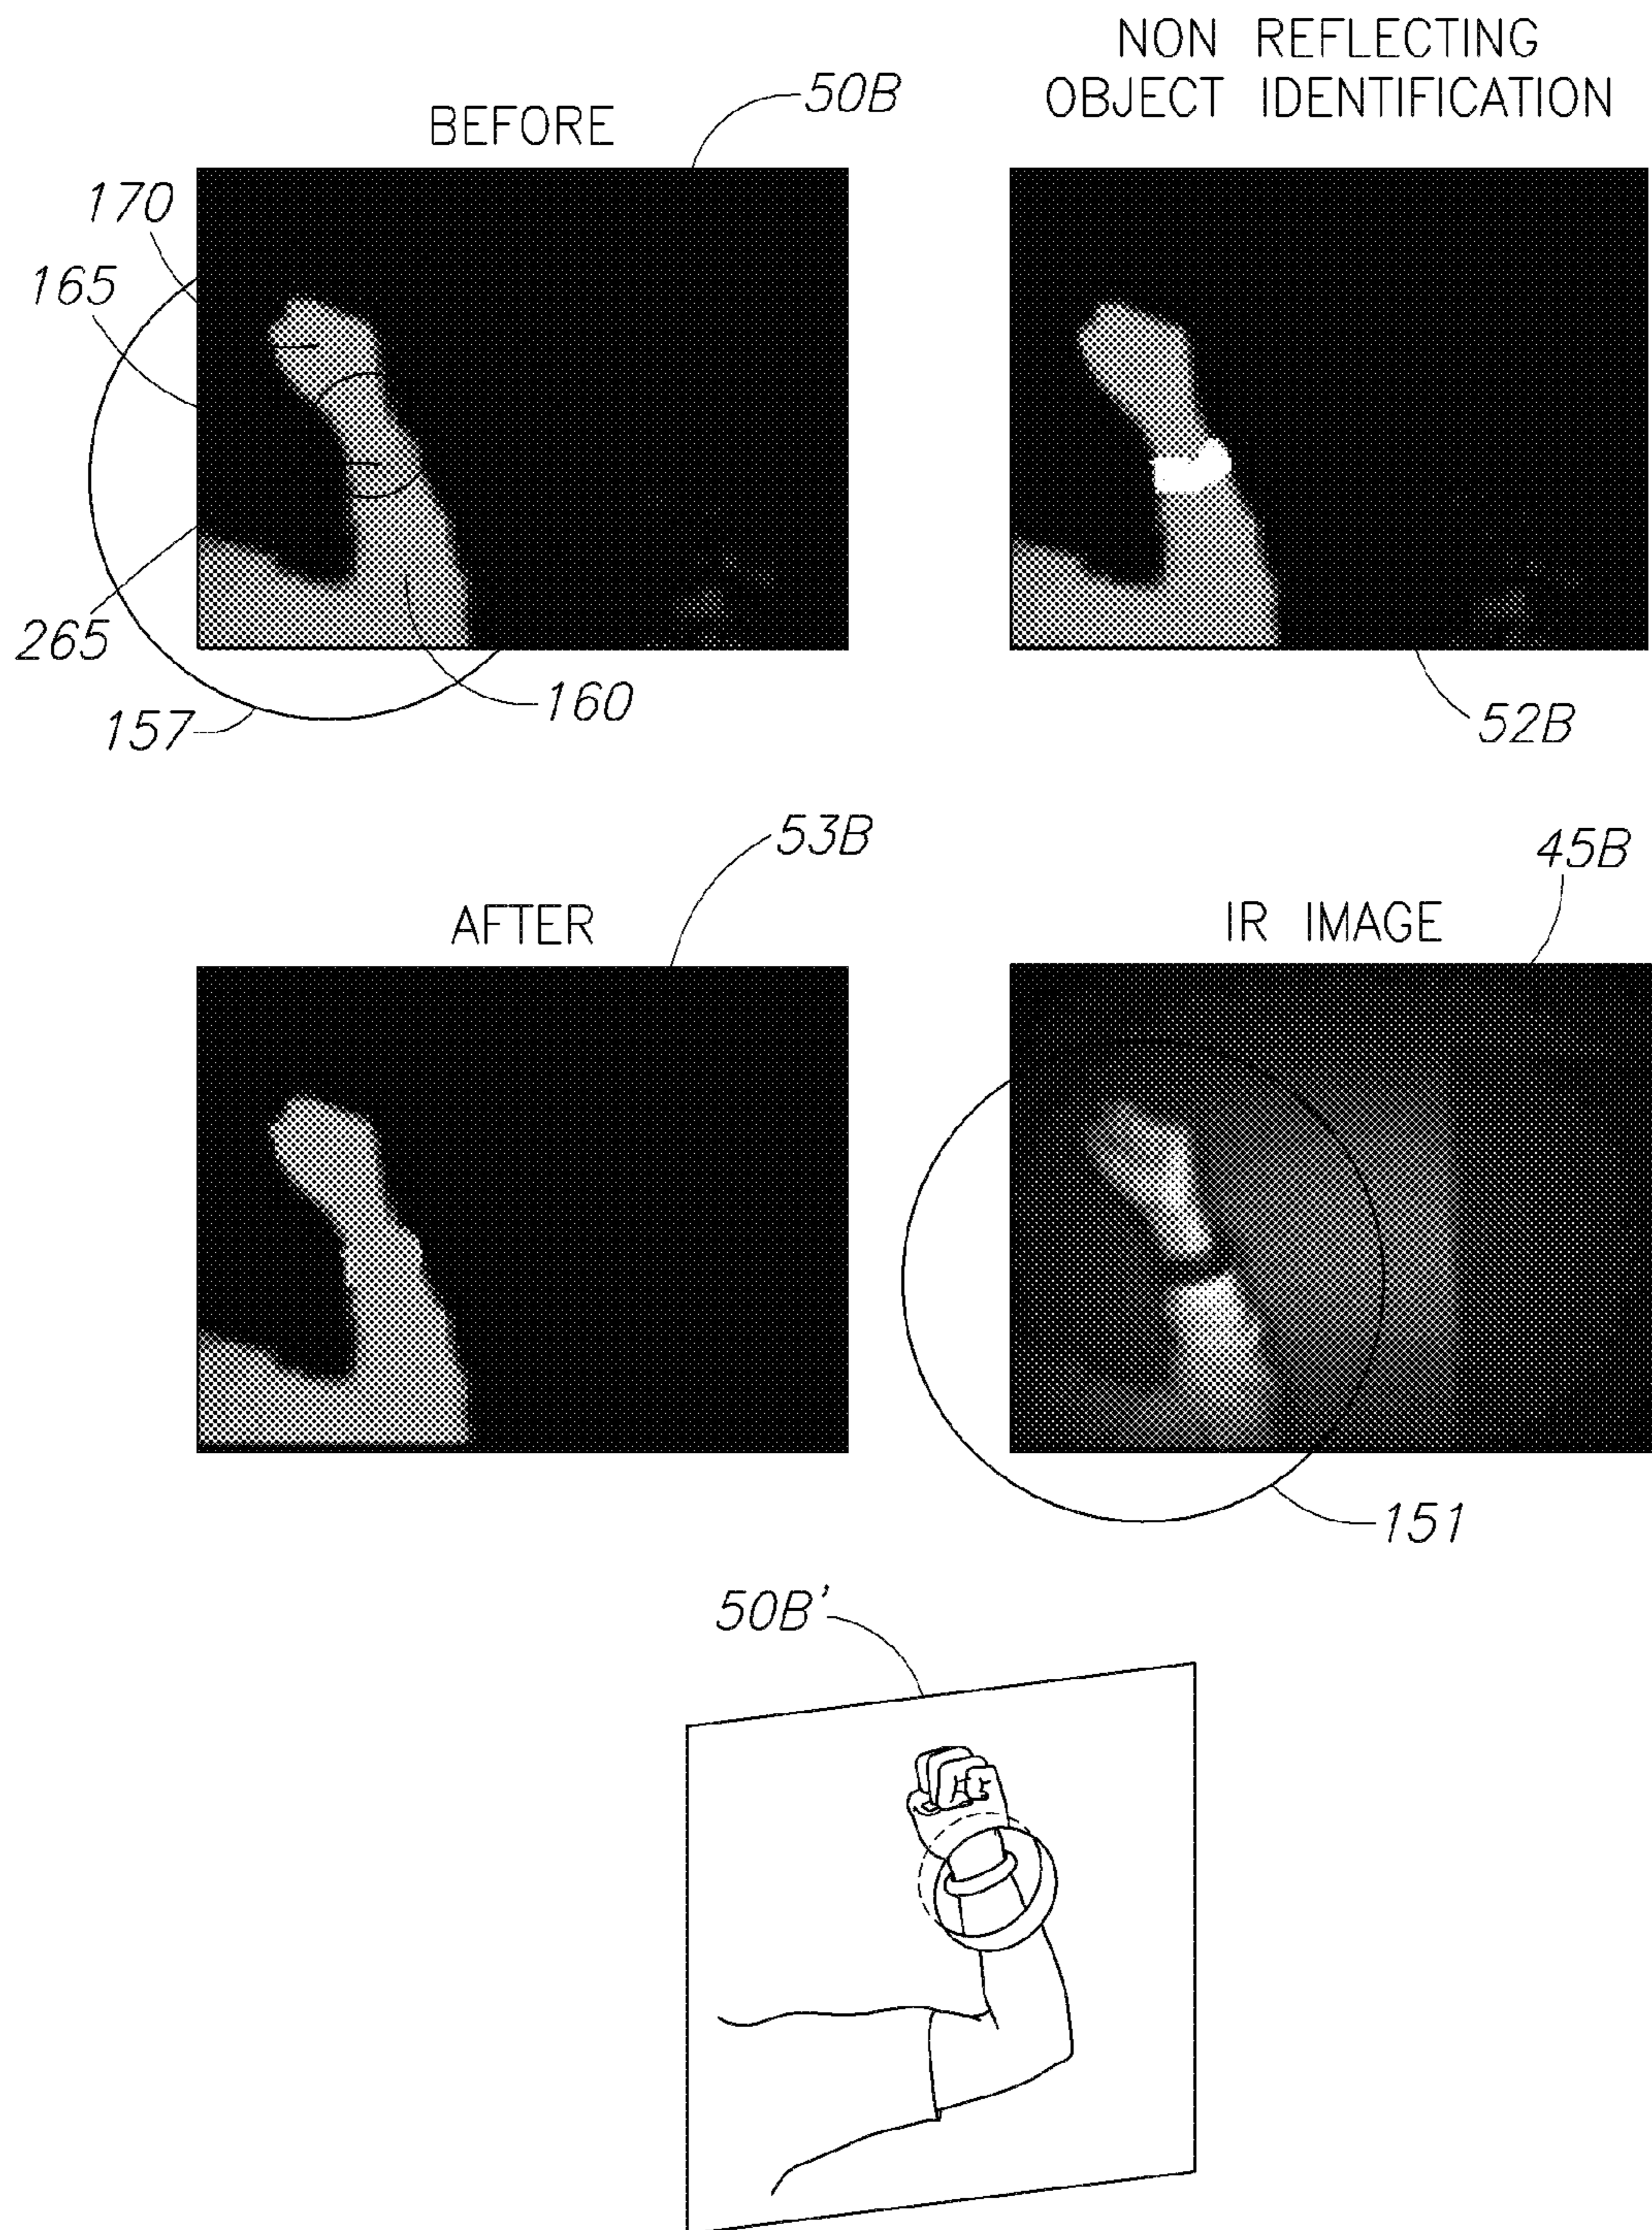 NON REFLECTING
OBJECT IDENTIFICATION
BEFORE
50B
170
165
265
157
160
52B
53B
45B
AFTER
IR IMAGE
151
50B'